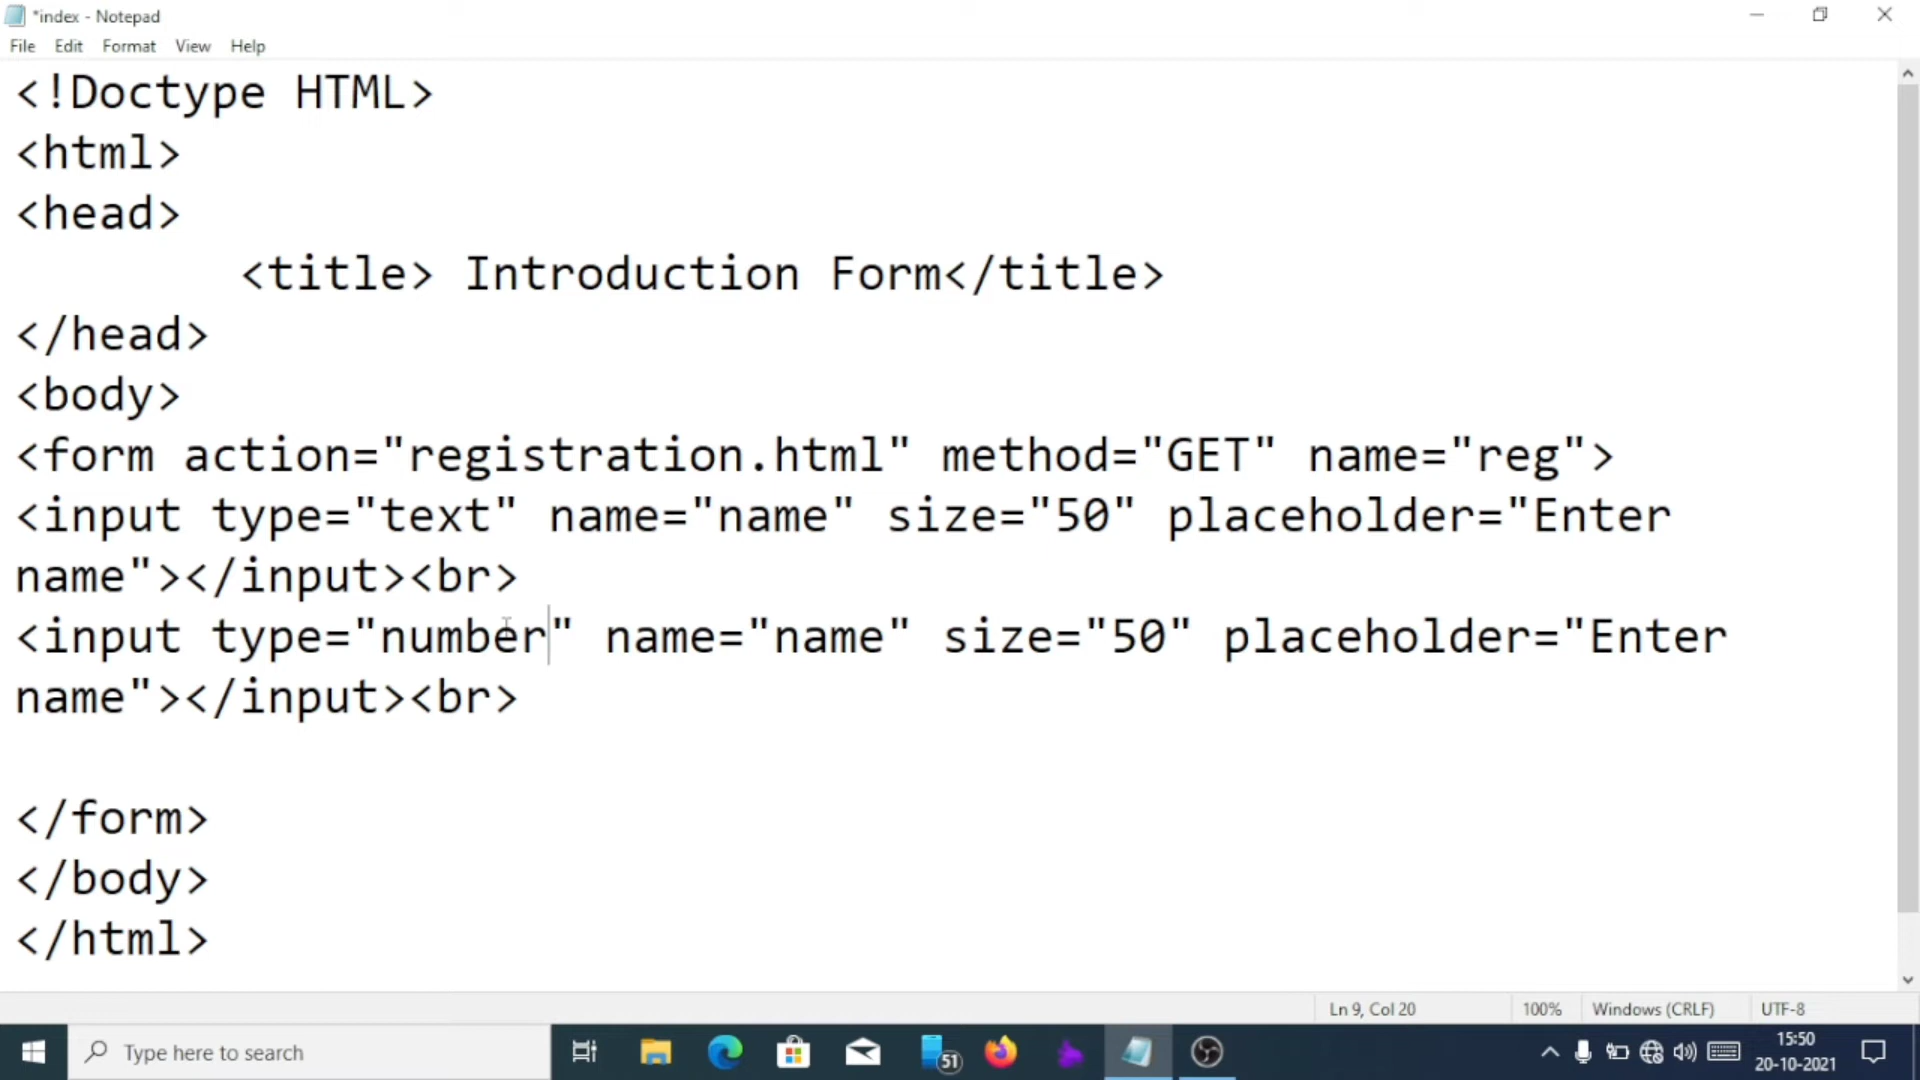 *index - Notepad
File Edit Format View Help
<!Doctype HTML>
<html>
<head>
<title> Introduction Form</title>
</head>
<body>
<form action="registration.html" method="GET" name="reg">
<input type="text" name="name" size="50" placeholder="Enter
name"></input><br>
<input type="number" name="name" size="50" placeholder="Enter
name"></input><br>
</form>
</body>
</html>
Ln 9, Col 20 100% Windows (CRLF) UTF-8
Type here to search 51 15:50
20-10-2021